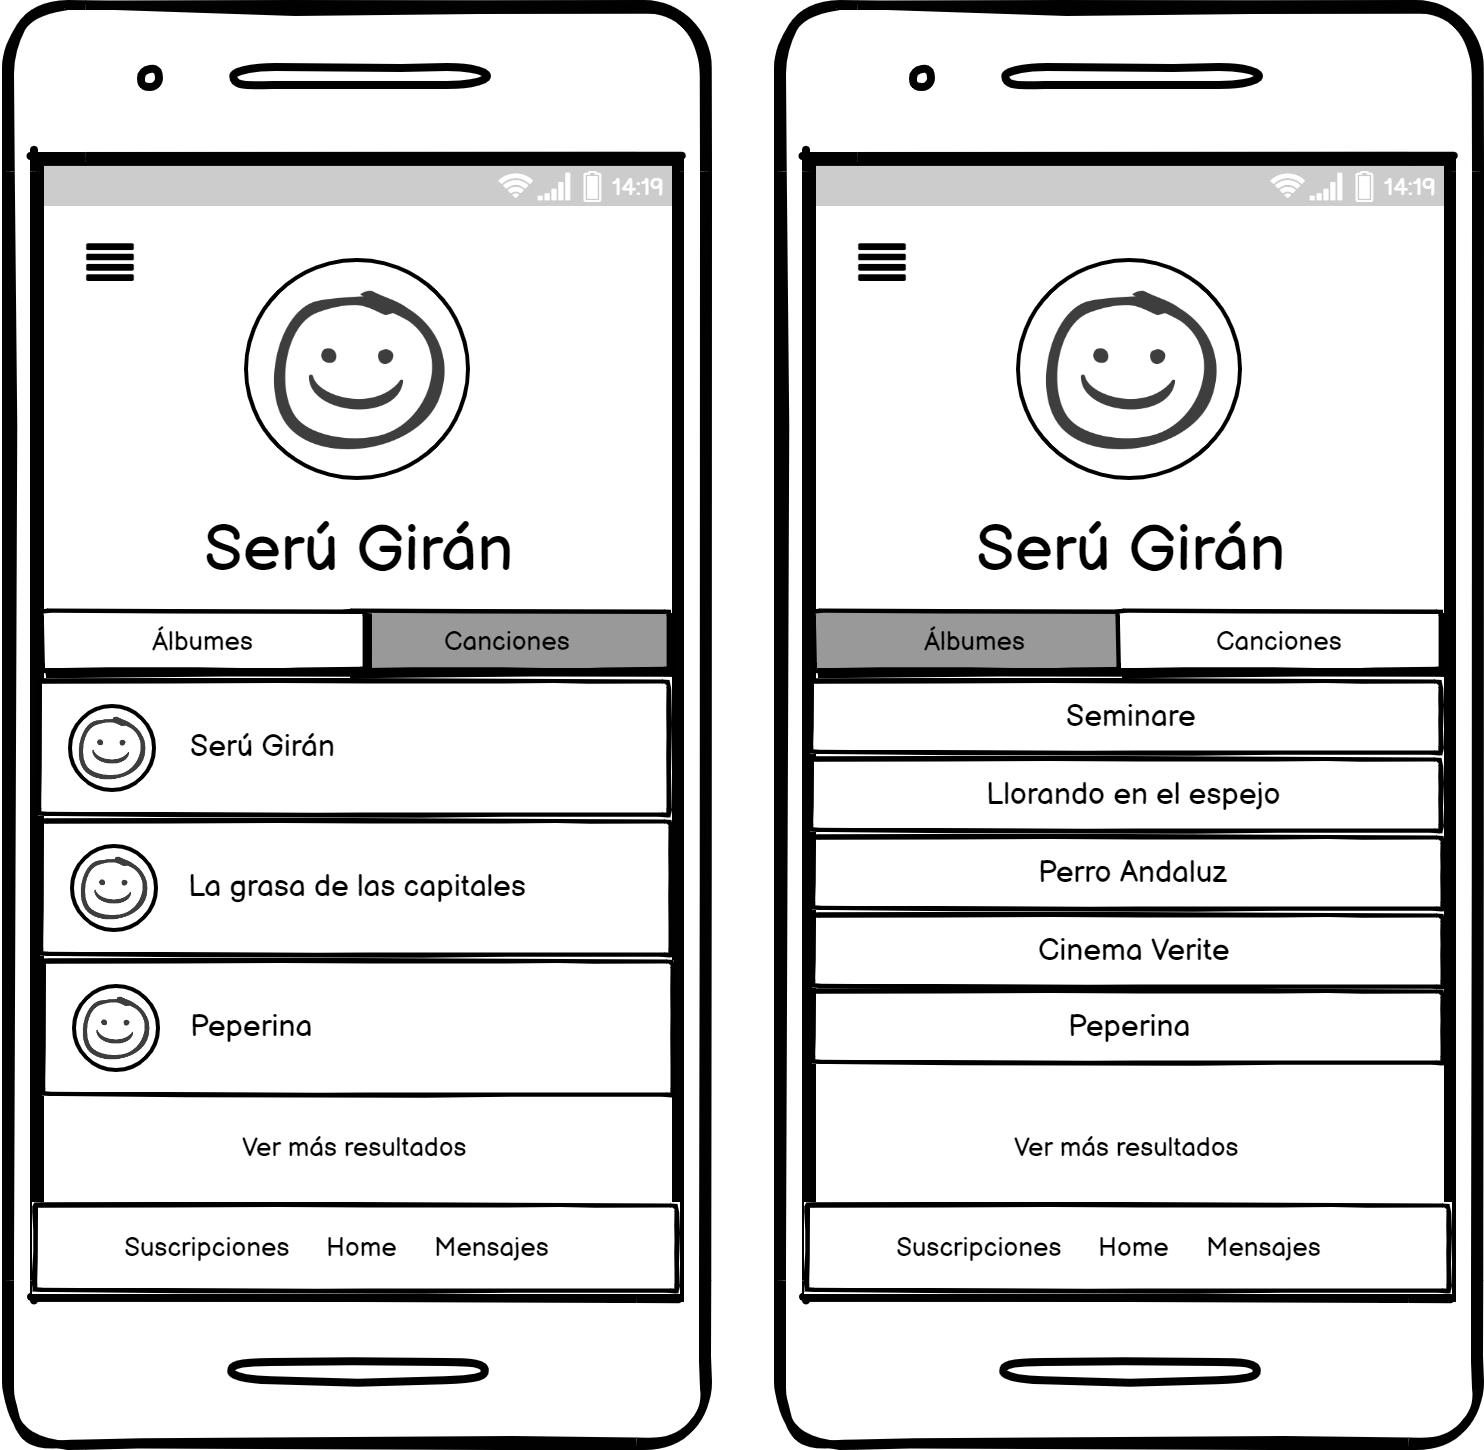 14:19
Serú Girán
Álbumes Canciones
Serú Girán
La grasa de las capitales
Peperina
Ver más resultados
Suscripciones Home Mensajes
14:19
Serú Girán
Álbumes Canciones
Seminare
Llorando en el espejo
Perro Andaluz
Cinema Verite
Peperina
Ver más resultados
Suscripciones Home Mensajes